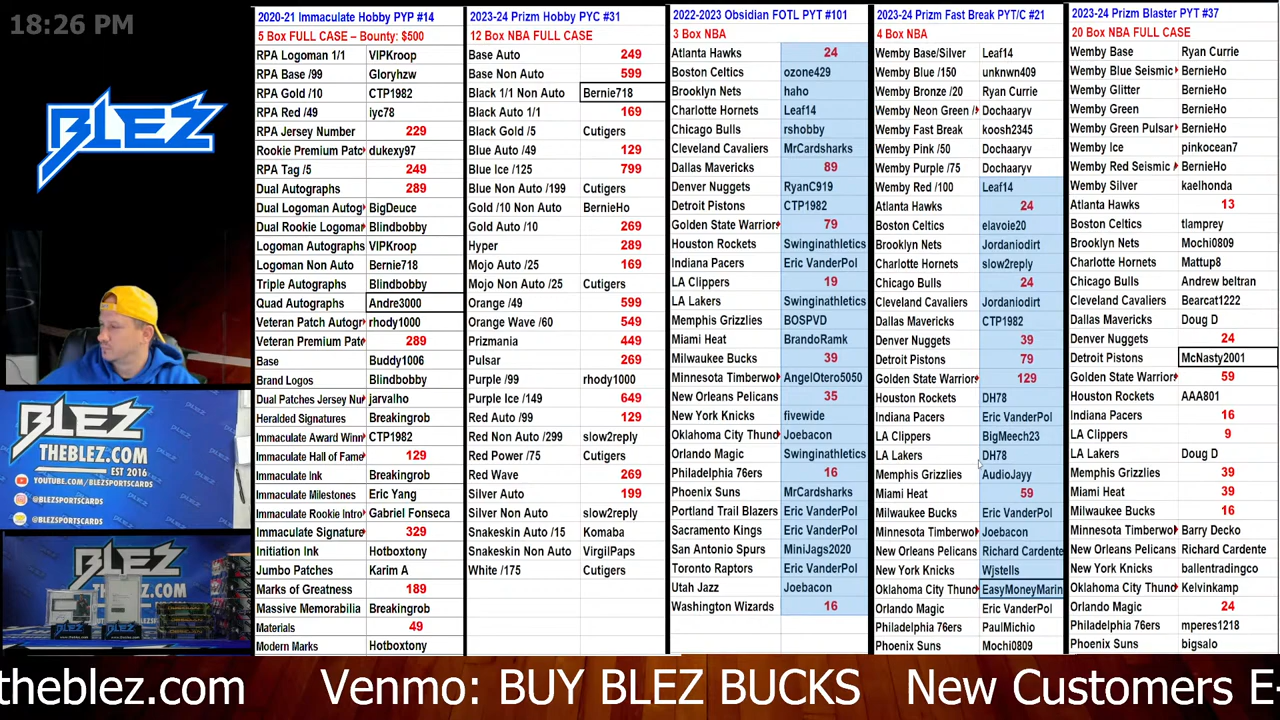 18:26 PM
BLEZ
BLEZ
THEBLEZ.COM
EST 2016
YOUTUBE.COM/BLEZSPORTSCARDS
@BLEZSPORTSCARDS
@BLEZSPORTSCARDS
BLEZ
2020-21 Immaculate Hobby PYP #14
5 Box FULL CASE – Bounty: $500
RPA Logoman 1/1 VIPKroop
RPA Base /99 Gloryhzw
RPA Gold /10 CTP1982
RPA Red /49 iyc78
RPA Jersey Number 229
Rookie Premium Patc dukexy97
RPA Tag /5 249
Dual Autographs 289
Dual Logoman Autog BigDeuce
Dual Rookie Logoma Blindbobby
Logoman Autographs VIPKroop
Logoman Non Auto Bernie718
Triple Autographs Blindbobby
Quad Autographs Andre3000
Veteran Patch Autogr rhody1000
Veteran Premium Pat 289
Base Buddy1006
Brand Logos Blindbobby
Dual Patches Jersey Nu jarvalho
Heralded Signatures Breakingrob
Immaculate Award Winn CTP1982
Immaculate Hall of Fame 129
Immaculate Ink Breakingrob
Immaculate Milestones Eric Yang
Immaculate Rookie Intro Gabriel Fonseca
Immaculate Signature 329
Initiation Ink Hotboxtony
Jumbo Patches Karim A
Marks of Greatness 189
Massive Memorabilia Breakingrob
Materials 49
Modern Marks Hotboxtony
2023-24 Prizm Hobby PYC #31
12 Box NBA FULL CASE
Base Auto 249
Base Non Auto 599
Black 1/1 Non Auto Bernie718
Black Auto 1/1 169
Black Gold /5 Cutigers
Blue Auto /49 129
Blue Ice /125 799
Blue Non Auto /199 Cutigers
Gold /10 Non Auto BernieHo
Gold Auto /10 269
Hyper 289
Mojo Auto /25 169
Mojo Non Auto /25 Cutigers
Orange /49 599
Orange Wave /60 549
Prizmania 449
Pulsar 269
Purple /99 rhody1000
Purple Ice /149 649
Red Auto /99 129
Red Non Auto /299 slow2reply
Red Power /75 Cutigers
Red Wave 269
Silver Auto 199
Silver Non Auto slow2reply
Snakeskin Auto /15 Komaba
Snakeskin Non Auto VirgilPaps
White /175 Cutigers
2022-2023 Obsidian FOTL PYT #101
3 Box NBA
Atlanta Hawks 24
Boston Celtics ozone429
Brooklyn Nets haho
Charlotte Hornets Leaf14
Chicago Bulls rshobby
Cleveland Cavaliers MrCardsharks
Dallas Mavericks 89
Denver Nuggets RyanC919
Detroit Pistons CTP1982
Golden State Warrior 79
Houston Rockets Swinginathletics
Indiana Pacers Eric VanderPol
LA Clippers 19
LA Lakers Swinginathletics
Memphis Grizzlies BOSPVD
Miami Heat BrandoRamk
Milwaukee Bucks 39
Minnesota Timberwo AngelOtero5050
New Orleans Pelicans 35
New York Knicks fivewide
Oklahoma City Thund Joebacon
Orlando Magic Swinginathletics
Philadelphia 76ers 16
Phoenix Suns MrCardsharks
Portland Trail Blazers Eric VanderPol
Sacramento Kings Eric VanderPol
San Antonio Spurs MiniJags2020
Toronto Raptors Eric VanderPol
Utah Jazz Joebacon
Washington Wizards 16
2023-24 Prizm Fast Break PYT/C #21
4 Box NBA
Wemby Base/Silver Leaf14
Wemby Blue /150 unknwn409
Wemby Bronze /20 Ryan Currie
Wemby Neon Green / Dochaaryv
Wemby Fast Break koosh2345
Wemby Pink /50 Dochaaryv
Wemby Purple /75 Dochaaryv
Wemby Red /100 Leaf14
Atlanta Hawks 24
Boston Celtics elavoie20
Brooklyn Nets Jordaniodirt
Charlotte Hornets slow2reply
Chicago Bulls 24
Cleveland Cavaliers Jordaniodirt
Dallas Mavericks CTP1982
Denver Nuggets 39
Detroit Pistons 79
Golden State Warrior 129
Houston Rockets DH78
Indiana Pacers Eric VanderPol
LA Clippers BigMeech23
LA Lakers DH78
Memphis Grizzlies AudioJayy
Miami Heat 59
Milwaukee Bucks Eric VanderPol
Minnesota Timberwo Joebacon
New Orleans Pelicans Richard Cardente
New York Knicks Wjstells
Oklahoma City Thun EasyMoneyMarin
Orlando Magic Eric VanderPol
Philadelphia 76ers PaulMichio
Phoenix Suns Mochi0809
2023-24 Prizm Blaster PYT #37
20 Box NBA FULL CASE
Wemby Base Ryan Currie
Wemby Blue Seismic BernieHo
Wemby Glitter BernieHo
Wemby Green BernieHo
Wemby Green Pulsar BernieHo
Wemby Ice pinkocean7
Wemby Red Seismic BernieHo
Wemby Silver kaelhonda
Atlanta Hawks 13
Boston Celtics tlamprey
Brooklyn Nets Mochi0809
Charlotte Hornets Mattup8
Chicago Bulls Andrew beltran
Cleveland Cavaliers Bearcat1222
Dallas Mavericks Doug D
Denver Nuggets 24
Detroit Pistons McNasty2001
Golden State Warrior 59
Houston Rockets AAA801
Indiana Pacers 16
LA Clippers 9
LA Lakers Doug D
Memphis Grizzlies 39
Miami Heat 39
Milwaukee Bucks 16
Minnesota Timberwo Barry Decko
New Orleans Pelicans Richard Cardente
New York Knicks ballentradingco
Oklahoma City Thun Kelvinkamp
Orlando Magic 24
Philadelphia 76ers mperes1218
Phoenix Suns bigsalo
theblez.com Venmo: BUY BLEZ BUCKS New Customers E-